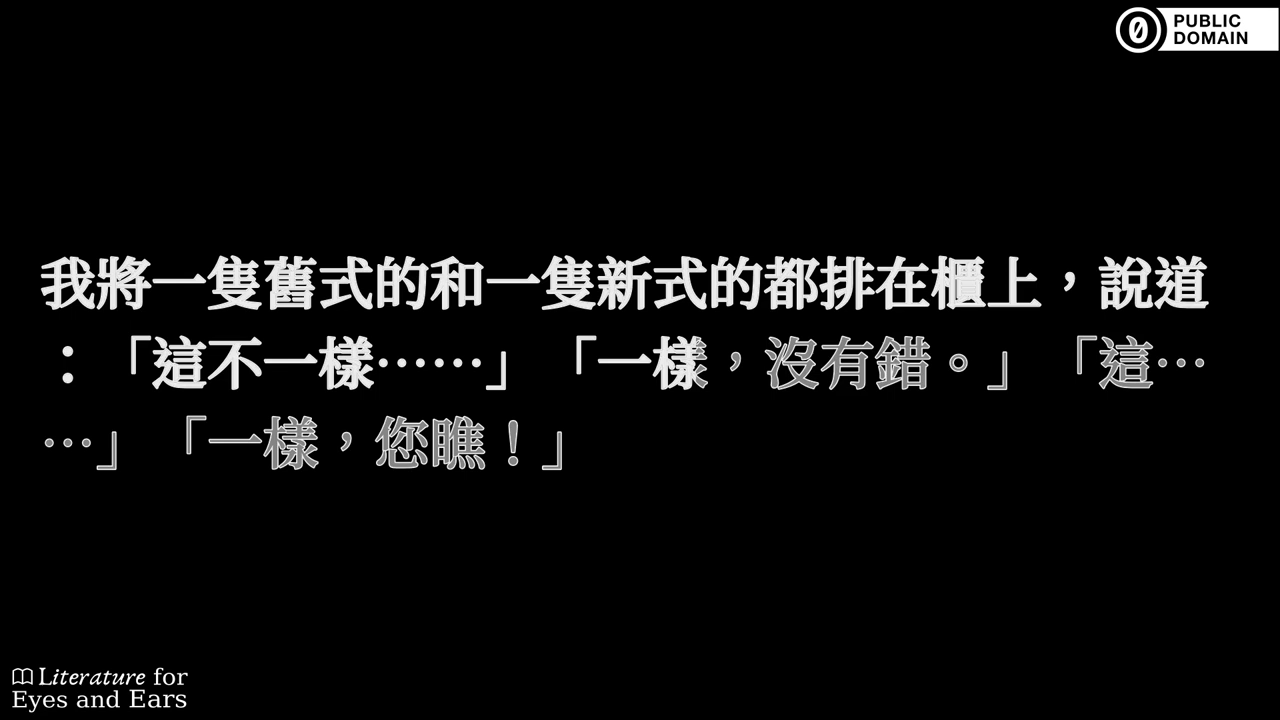 PUBLIC
DOMAIN
我將一隻舊式的和一隻新式的都排在櫃上，說道
：「這不一樣⋯⋯」 「一樣，沒有錯。」 「這⋯
⋯」 「一樣，您瞧！」
Literature for
Eyes and Ears